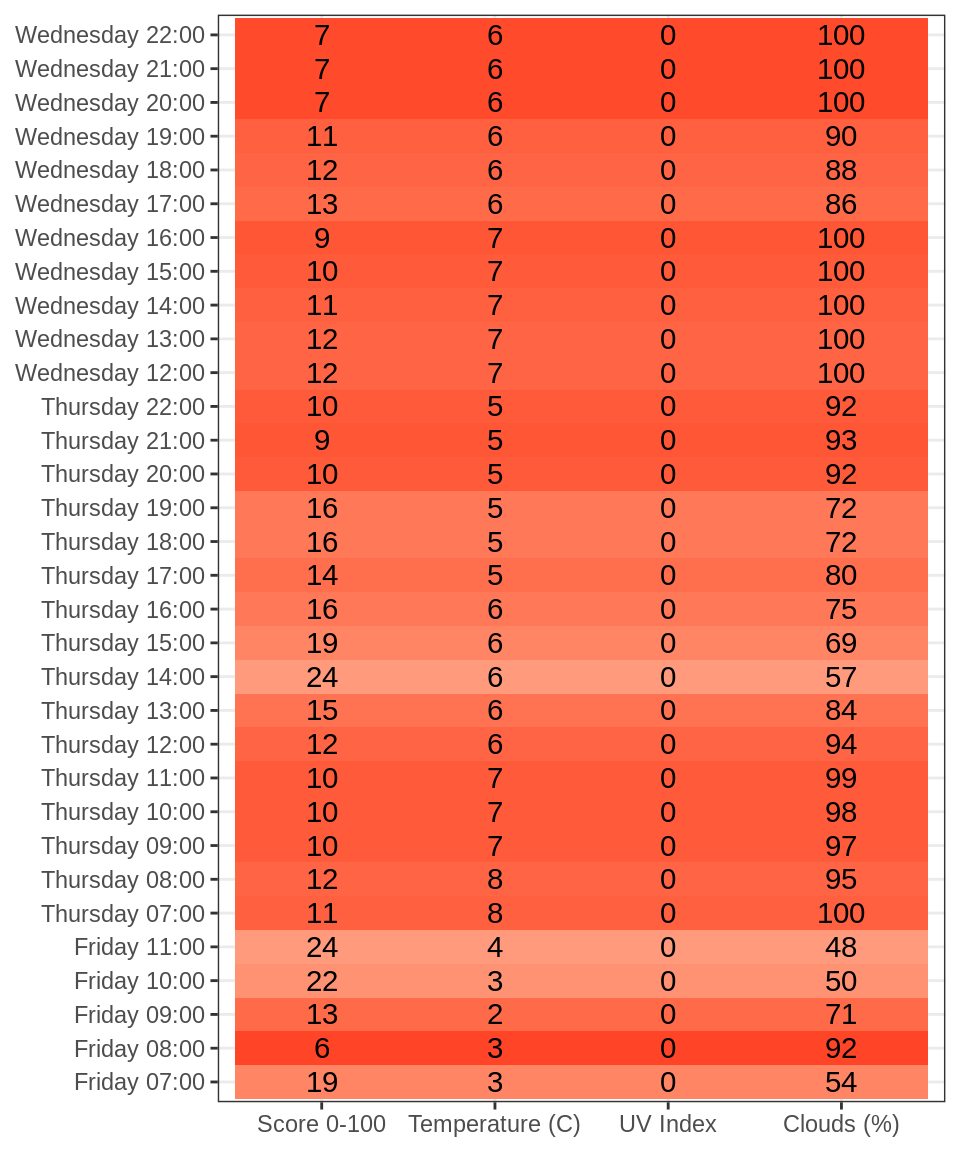 Wednesday 22:00 7 6 0 100
Wednesday 21:00 7 6 0 100
Wednesday 20:00 7 6 0 100
Wednesday 19:00 11 6 0 90
Wednesday 18:00 12 6 0 88
Wednesday 17:00 13 6 0 86
Wednesday 16:00 9 7 0 100
Wednesday 15:00 10 7 0 100
Wednesday 14:00 11 7 0 100
Wednesday 13:00 12 7 0 100
Wednesday 12:00 12 7 0 100
Thursday 22:00 10 5 0 92
Thursday 21:00 9 5 0 93
Thursday 20:00 10 5 0 92
Thursday 19:00 16 5 0 72
Thursday 18:00 16 5 0 72
Thursday 17:00 14 5 0 80
Thursday 16:00 16 6 0 75
Thursday 15:00 19 6 0 69
Thursday 14:00 24 6 0 57
Thursday 13:00 15 6 0 84
Thursday 12:00 12 6 0 94
Thursday 11:00 10 7 0 99
Thursday 10:00 10 7 0 98
Thursday 09:00 10 7 0 97
Thursday 08:00 12 8 0 95
Thursday 07:00 11 8 0 100
Friday 11:00 24 4 0 48
Friday 10:00 22 3 0 50
Friday 09:00 13 2 0 71
Friday 08:00 6 3 0 92
Friday 07:00 19 3 0 54
Score 0-100 Temperature (C) UV Index Clouds (%)